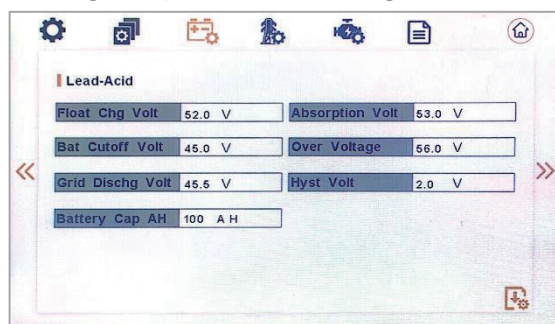 Lead-Acid
Float Chg Volt 52.0 V Absorption Volt 53.0 V
Bat Cutoff Volt 45.0 V Over Voltage 56.0 V
Grid Dischg Volt 45.5 V Hyst Volt 2.0 V
Battery Cap AH 100 AH